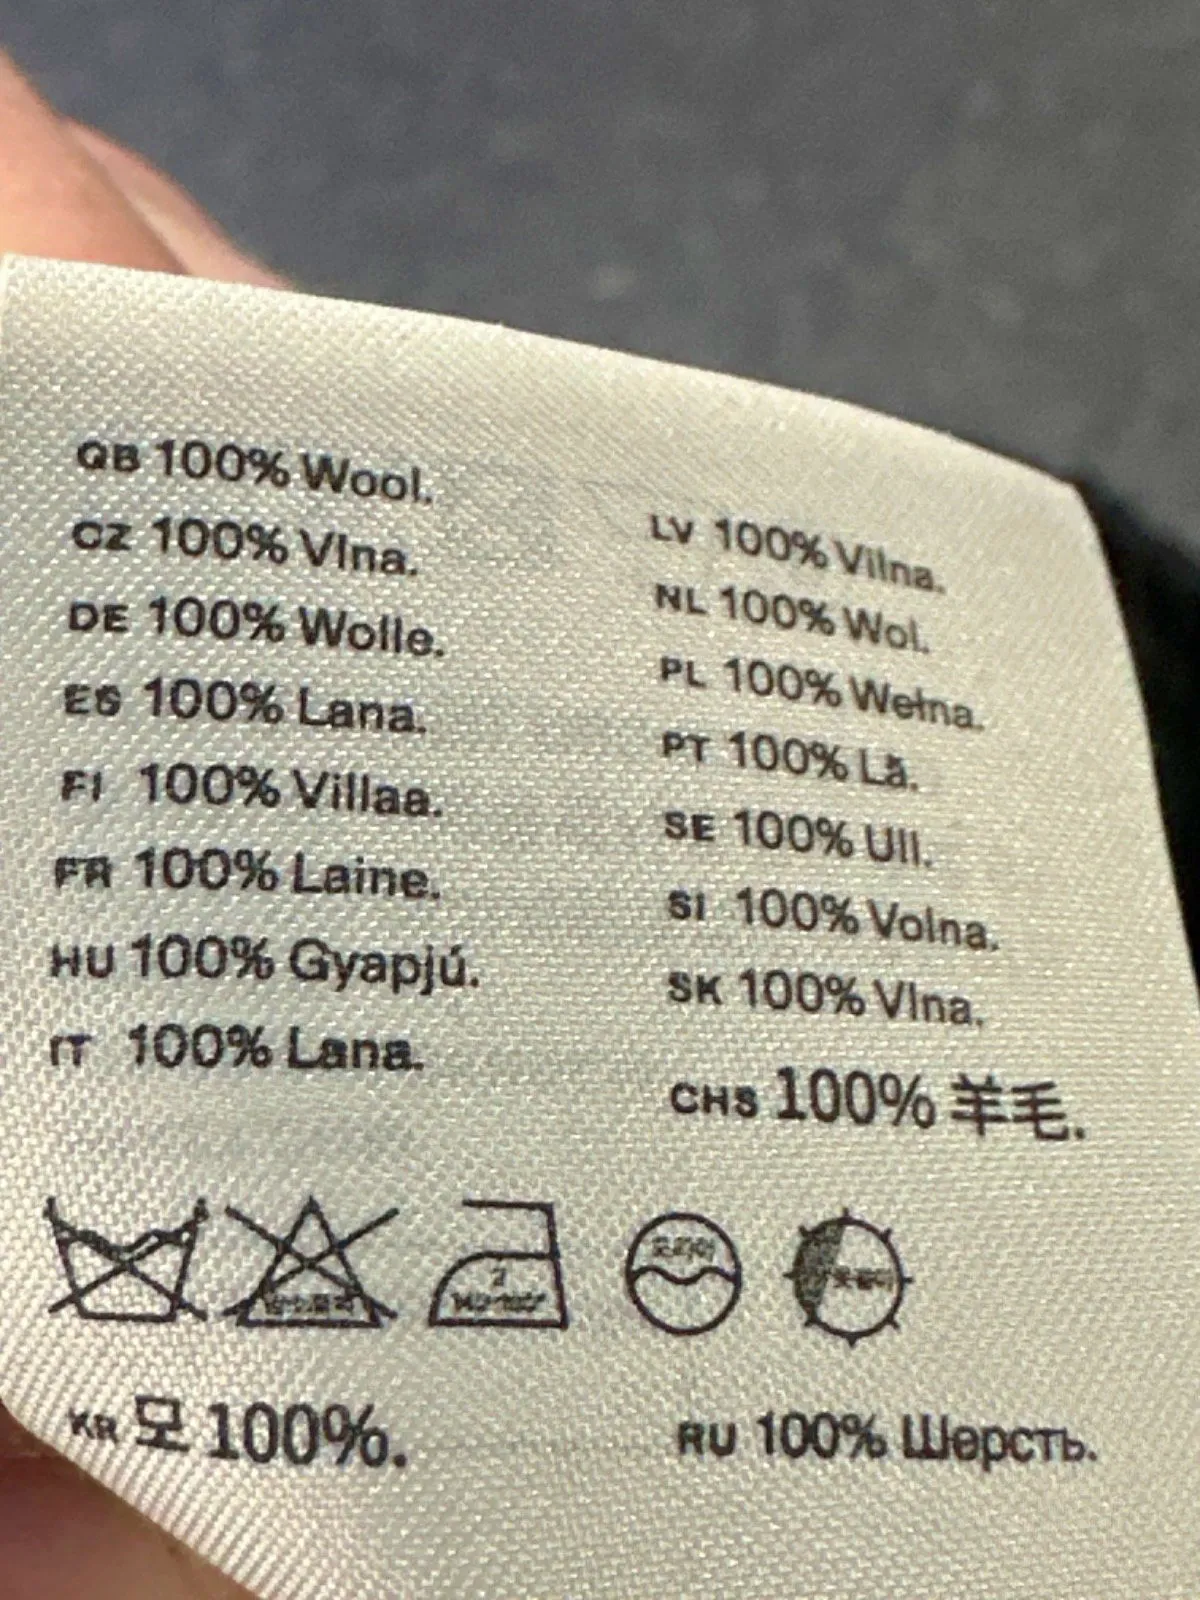 GB 100% Wool.
CZ 100% Vlna.
DE 100% Wolle.
ES 100% Lana.
FI 100% Villaa.
FR 100% Laine.
HU 100% Gyapjú.
IT 100% Lana.
LV 100% Vilna.
NL 100% Wol.
PL 100% Wełna.
PT 100% Lã.
SE 100% Ull.
SI 100% Volna.
SK 100% Vlna.
CHS 100% 羊毛.
2
KR 모 100%.
RU 100% Шерсть.